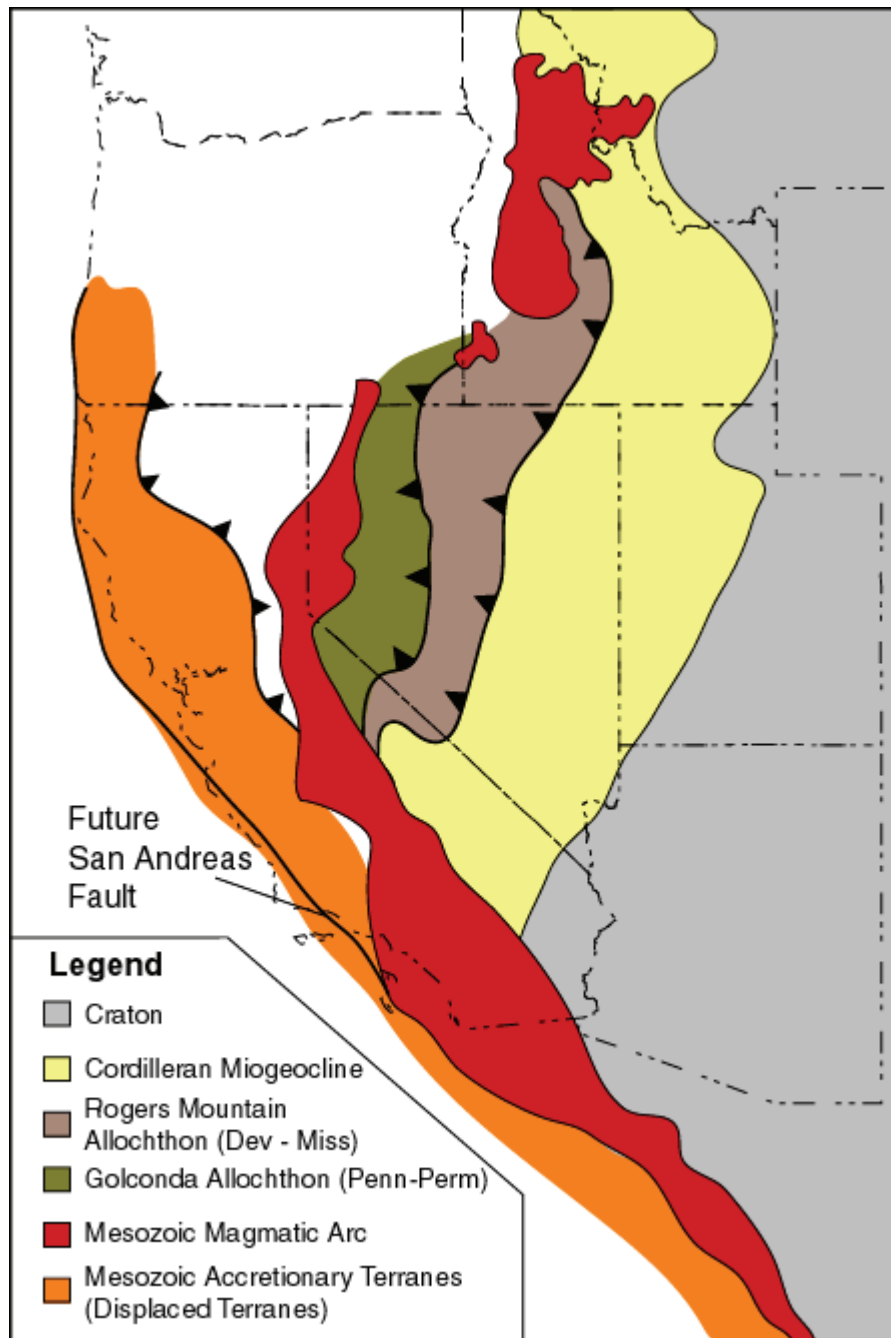 Future
San Andreas
Fault
Legend
Craton
Cordilleran Miogeocline
Rogers Mountain
Allochthon (Dev - Miss)
Golconda Allochthon (Penn-Perm)
Mesozoic Magmatic Arc
Mesozoic Accretionary Terranes
(Displaced Terranes)